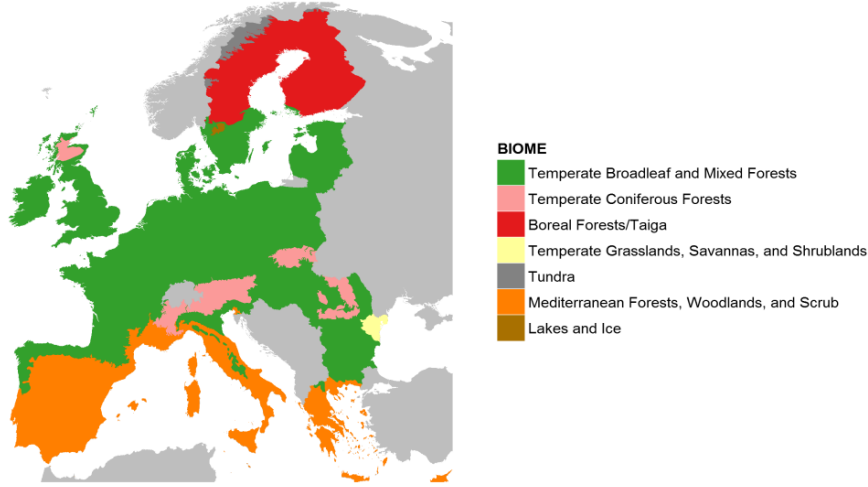 BIOME
Temperate Broadleaf and Mixed Forests
Temperate Coniferous Forests
Boreal Forests/Taiga
Temperate Grasslands, Savannas, and Shrublands
Tundra
Mediterranean Forests, Woodlands, and Scrub
Lakes and Ice